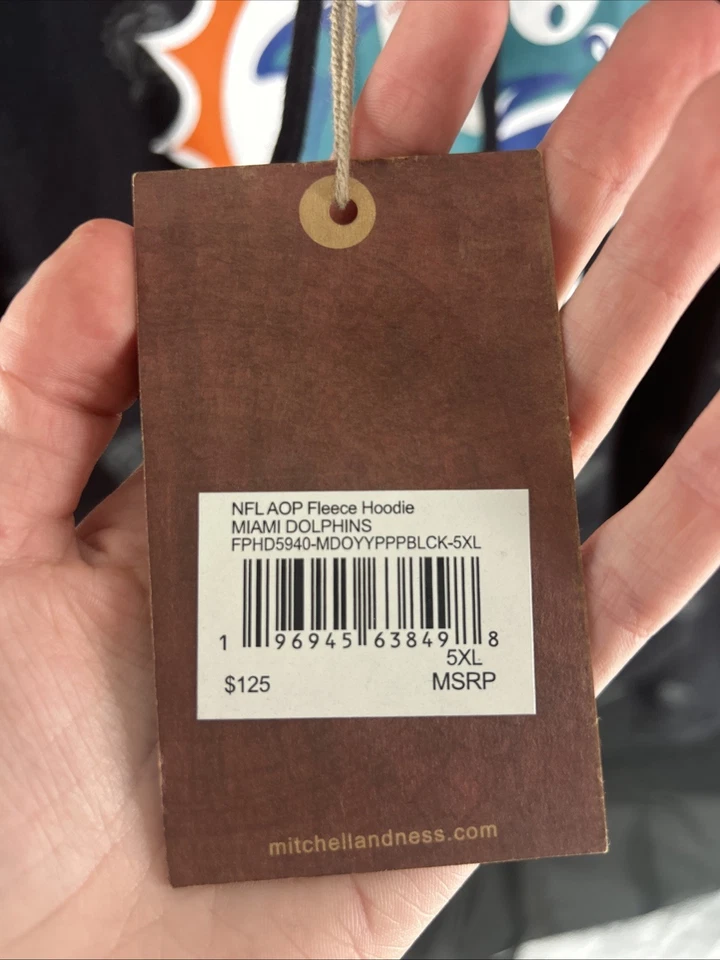 NFL AOP Fleece Hoodie
MIAMI DOLPHINS
FPHD5940-MDOYYPPPBLCK-5XL
1 96945 63849 8
5XL
$125 MSRP
mitchellandness.com